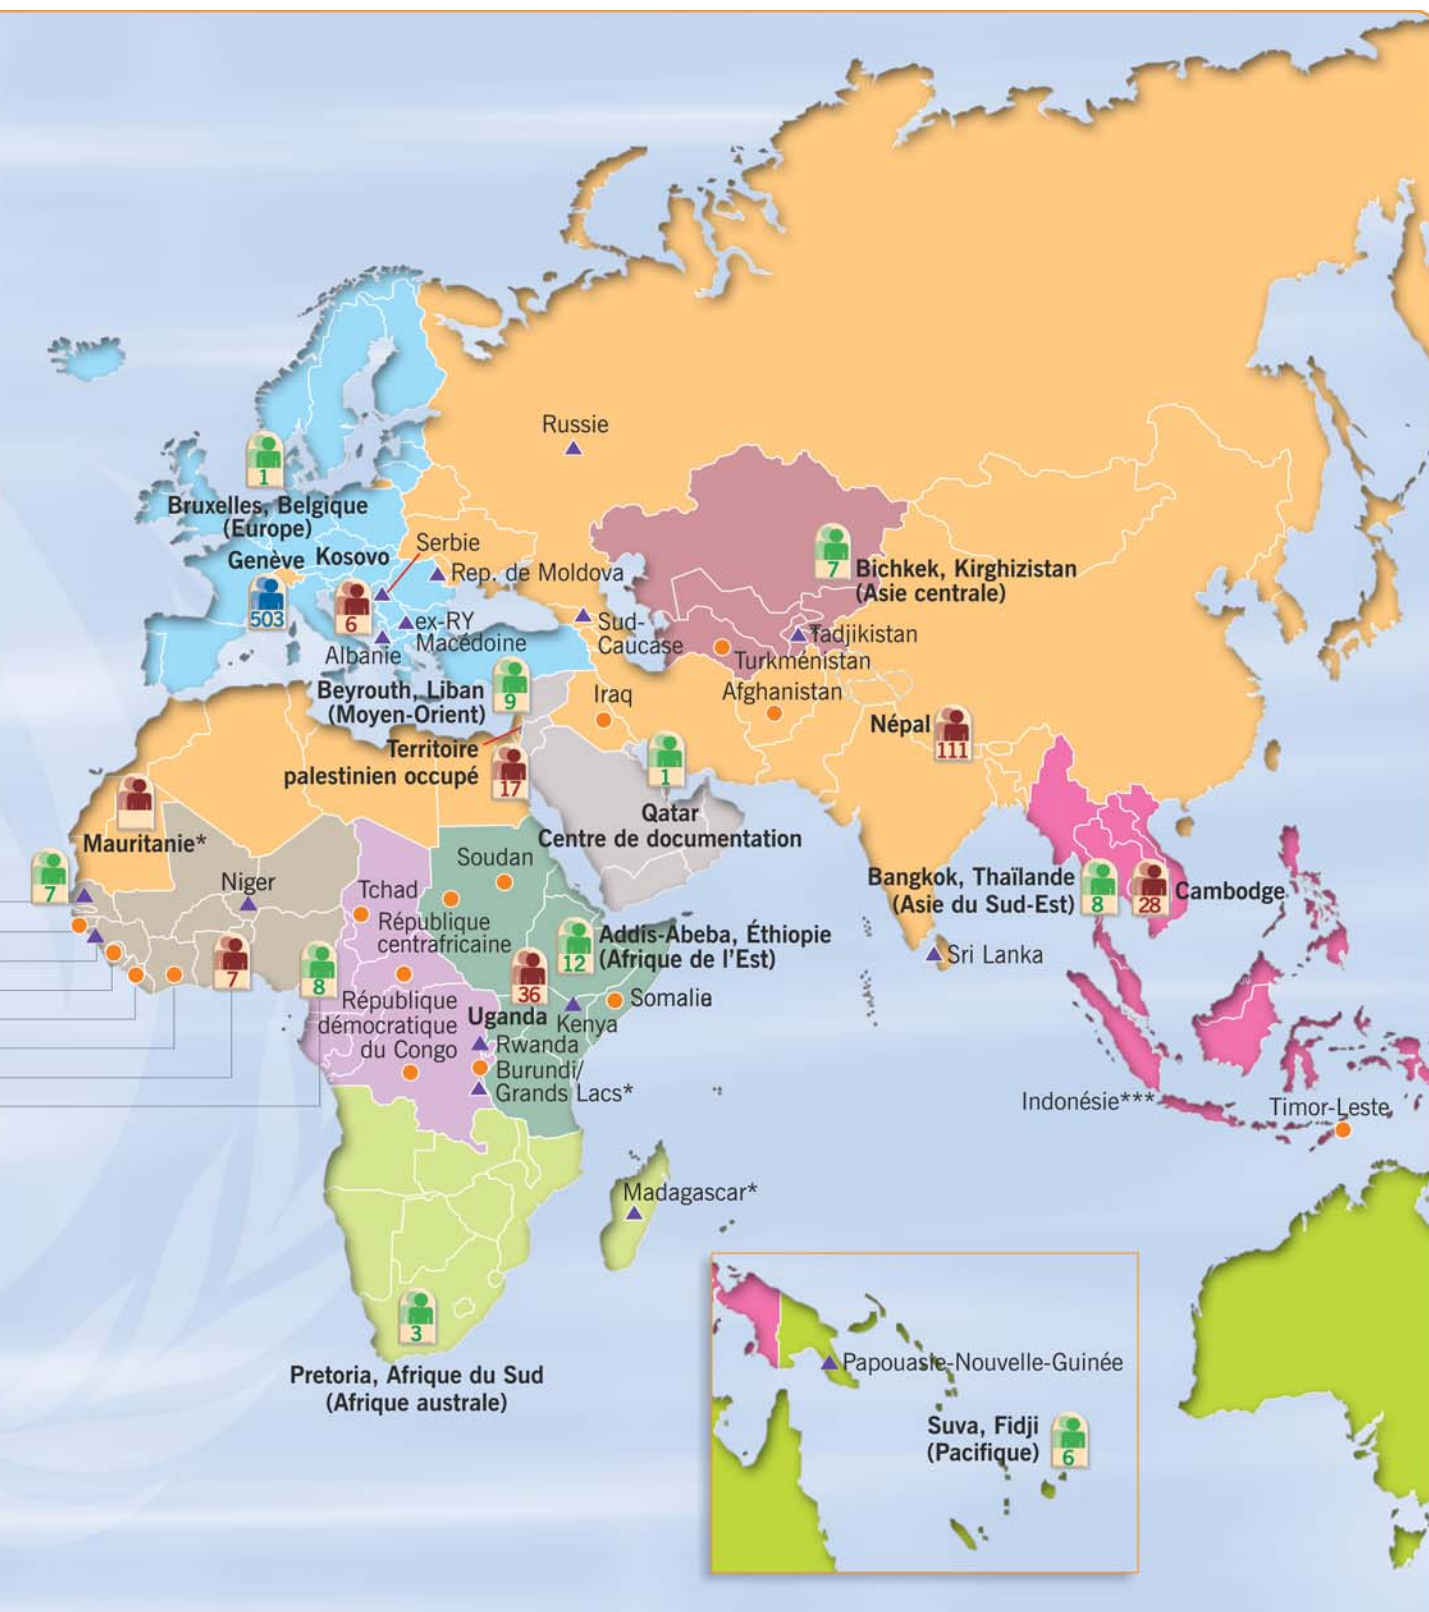 Russie
1
Bruxelles, Belgique
(Europe)
Serbie
Genève
Kosovo
Rep. de Moldova
7
Bichkek, Kirghizistan
(Asie centrale)
503
6
ex-RY
Macédoine
Albanie
Sud-
Caucase
Tadjikistan
Turkménistan
Beyrouth, Liban
(Moyen-Orient)
9
Iraq
Afghanistan
Népal
111
Territoire
palestinien occupé
17
1
Qatar
Centre de documentation
Mauritanie*
7
Niger
Tchad
Soudan
République
centrafricaine
Bangkok, Thaïlande
(Asie du Sud-Est)
8
28
Cambodge
7
8
12
Addis-Abeba, Éthiopie
(Afrique de l’Est)
Sri Lanka
36
Somalie
République
démocratique
du Congo
Uganda
Kenya
Rwanda
Burundi/
Grands Lacs*
Indonésie***
Timor-Leste
Madagascar*
3
Pretoria, Afrique du Sud
(Afrique australe)
Papouasie-Nouvelle-Guinée
Suva, Fidji
(Pacifique)
6